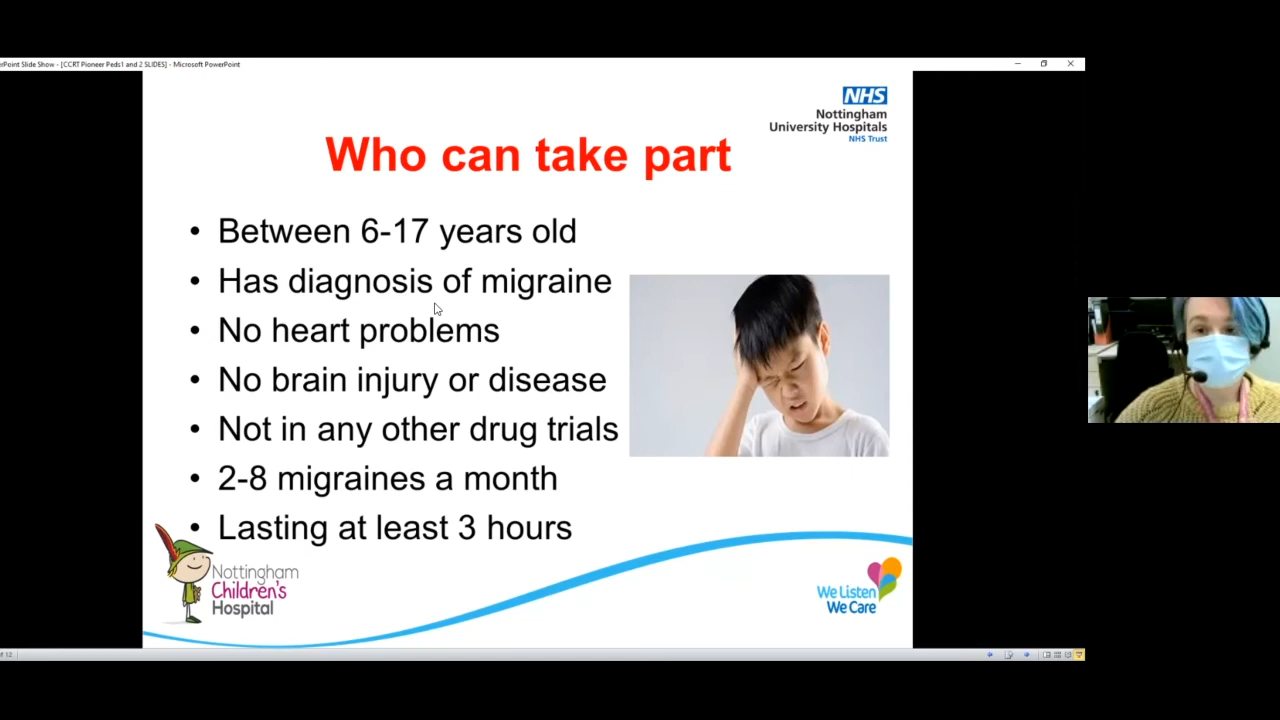 erPoint Slide Show - [CCRT Pioneer Peds1 and 2 SLIDES] - Microsoft PowerPoint
NHS
Nottingham
University Hospitals
NHS Trust
Who can take part
• Between 6-17 years old
• Has diagnosis of migraine
• No heart problems
• No brain injury or disease
• Not in any other drug trials
• 2-8 migraines a month
• Lasting at least 3 hours
Nottingham
Children's
Hospital
We Listen
We Care
of 12